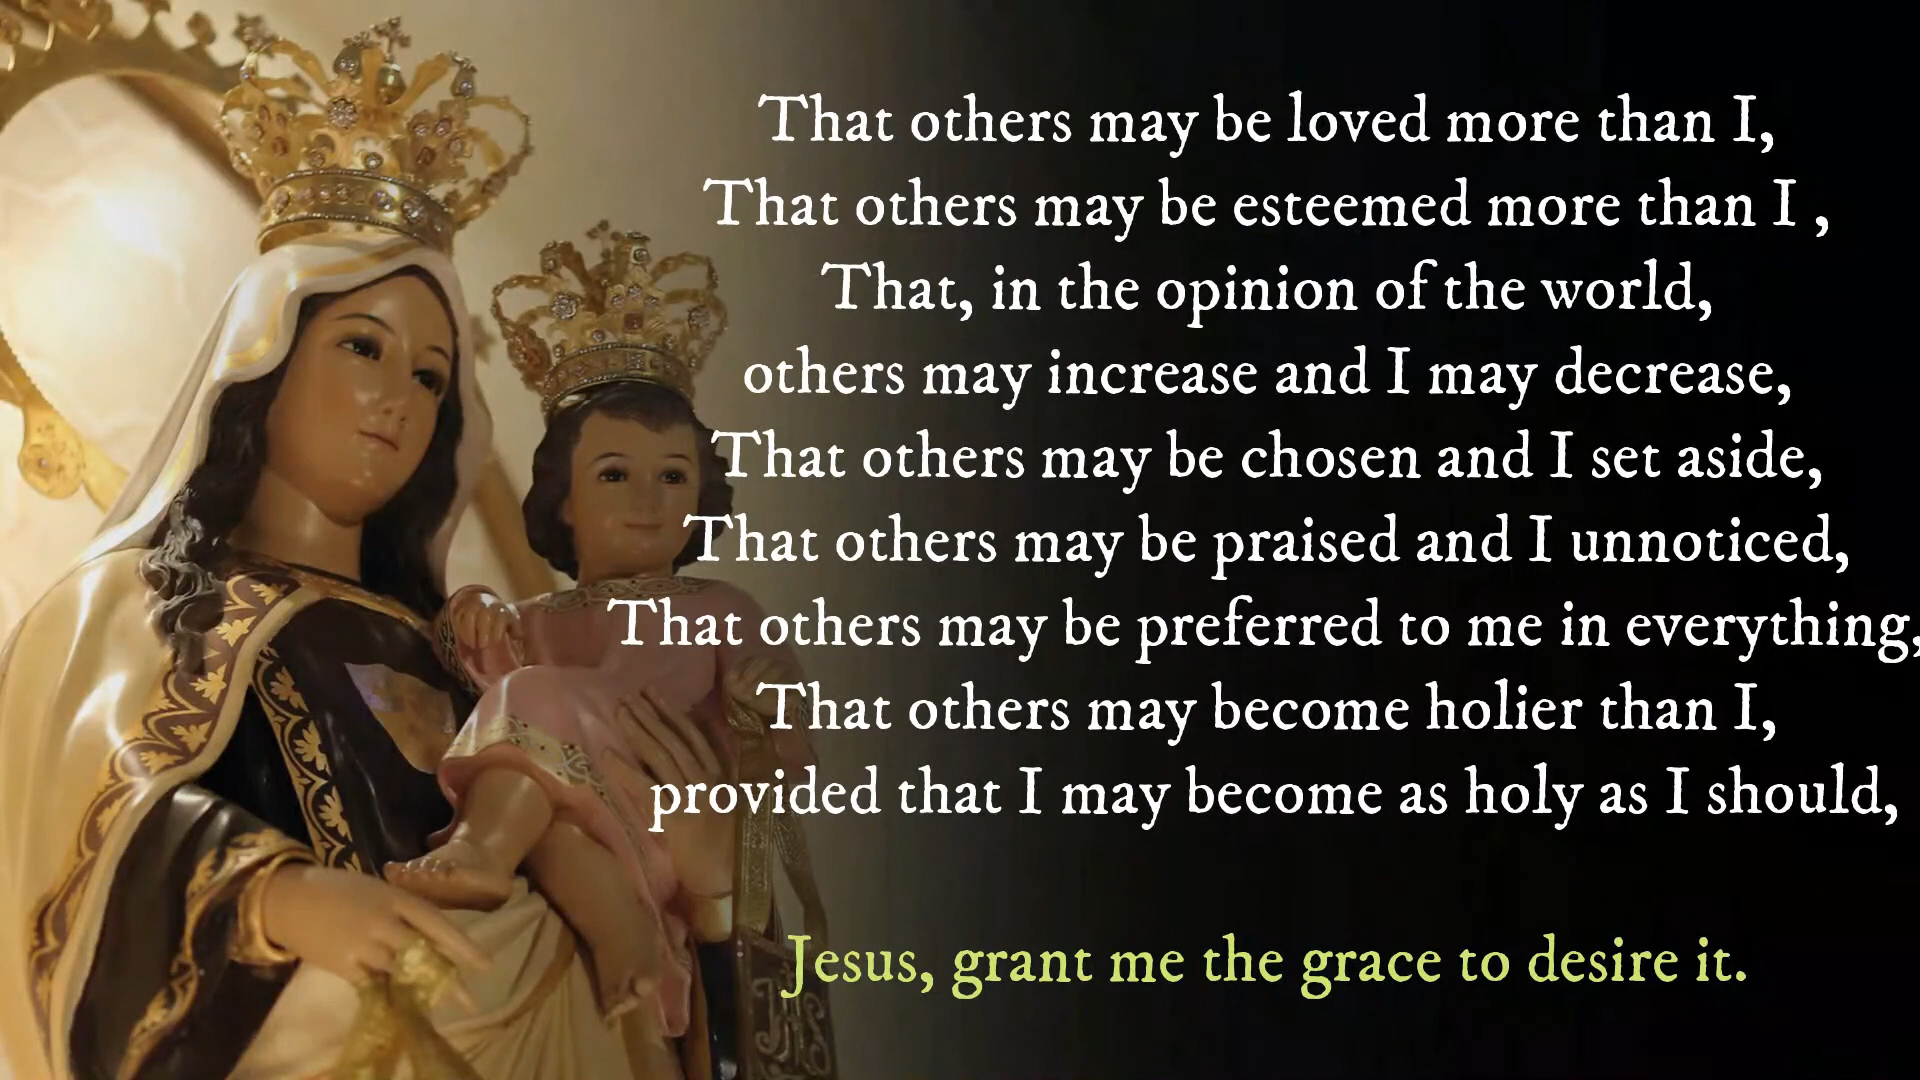 That others may be loved more than I,
That others may be esteemed more than I ,
That, in the opinion of the world,
others may increase and I may decrease,
That others may be chosen and I set aside,
That others may be praised and I unnoticed,
That others may be preferred to me in everything,
That others may become holier than I,
provided that I may become as holy as I should,
Jesus, grant me the grace to desire it.
JHS